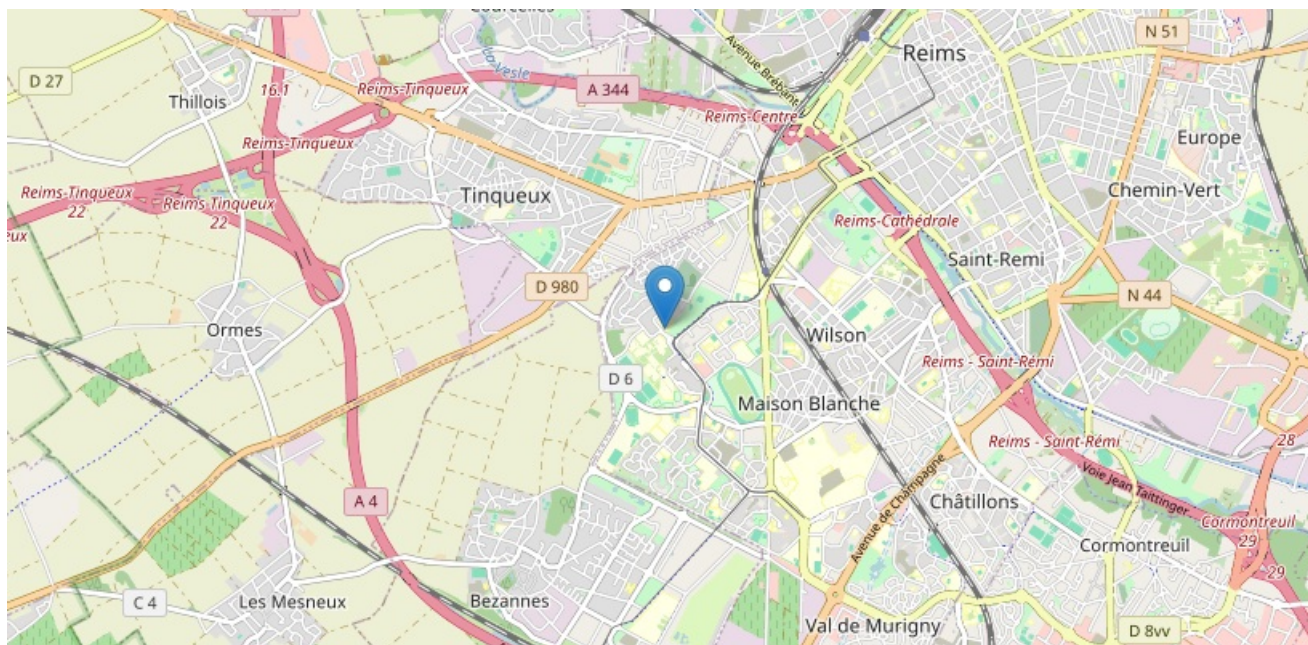 Courcelles
N 51
Reims
D 27
La Vesle
Avenue Brébant
Thillois
16.1
Reims-Tinqueux
A 344
Reims-Centre
Reims-Tinqueux
Europe
Reims-Tinqueux
22
Reims Tinqueux
22
Tinqueux
Chemin-Vert
Reims-Cathédrale
Saint-Remi
D 980
N 44
Ormes
Wilson
Reims - Saint-Rémi
D 6
Maison Blanche
Reims - Saint-Rémi
28
Voie Jean Taittinger
A 4
Avenue de Champagne
Châtillons
Cormontreuil
29
Cormontreuil
29
C 4
Les Mesneux
Bezannes
Val de Murigny
D 8vv